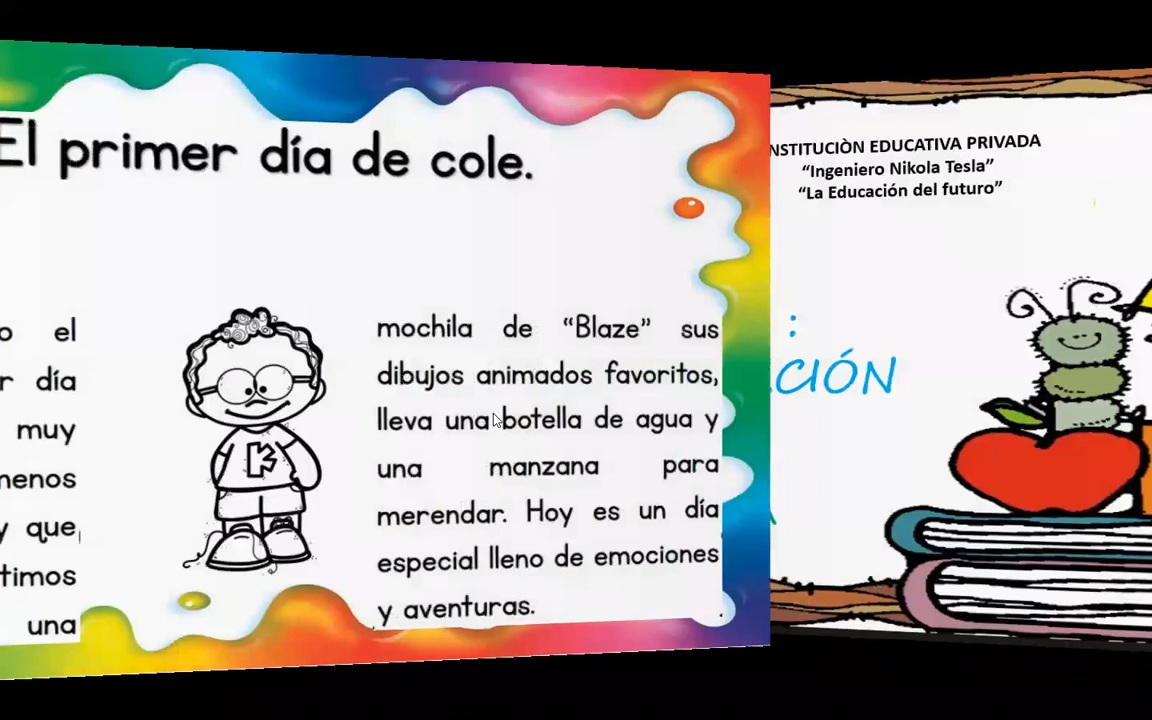 El primer día de cole.
o el
r día
muy
menos
y que
timos
una
mochila de “Blaze” sus
dibujos animados favoritos,
lleva una botella de agua y
una manzana para
merendar. Hoy es un día
especial lleno de emociones
y aventuras.
NSTITUCIÒN EDUCATIVA PRIVADA
“Ingeniero Nikola Tesla”
“La Educación del futuro”
:
CIÓN